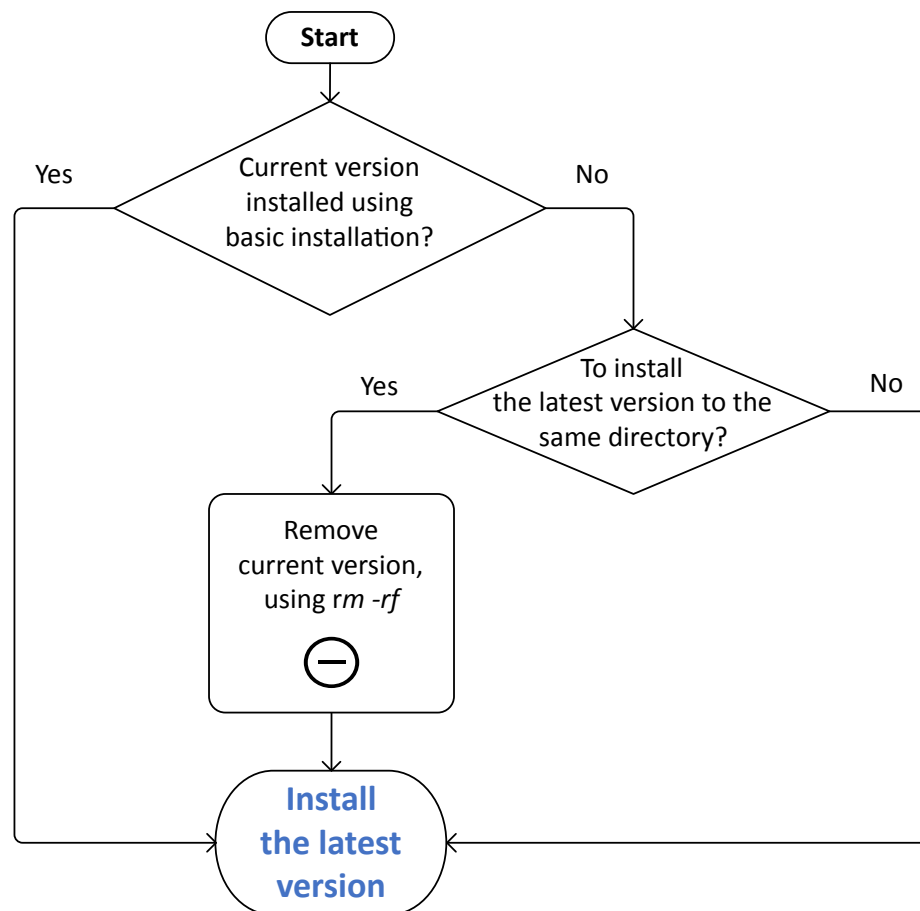 Start
Yes
Current version
installed using
basic installation?
No
Yes
To install
the latest version to the
same directory?
No
Remove
current version,
using rm -rf
Install
the latest
version